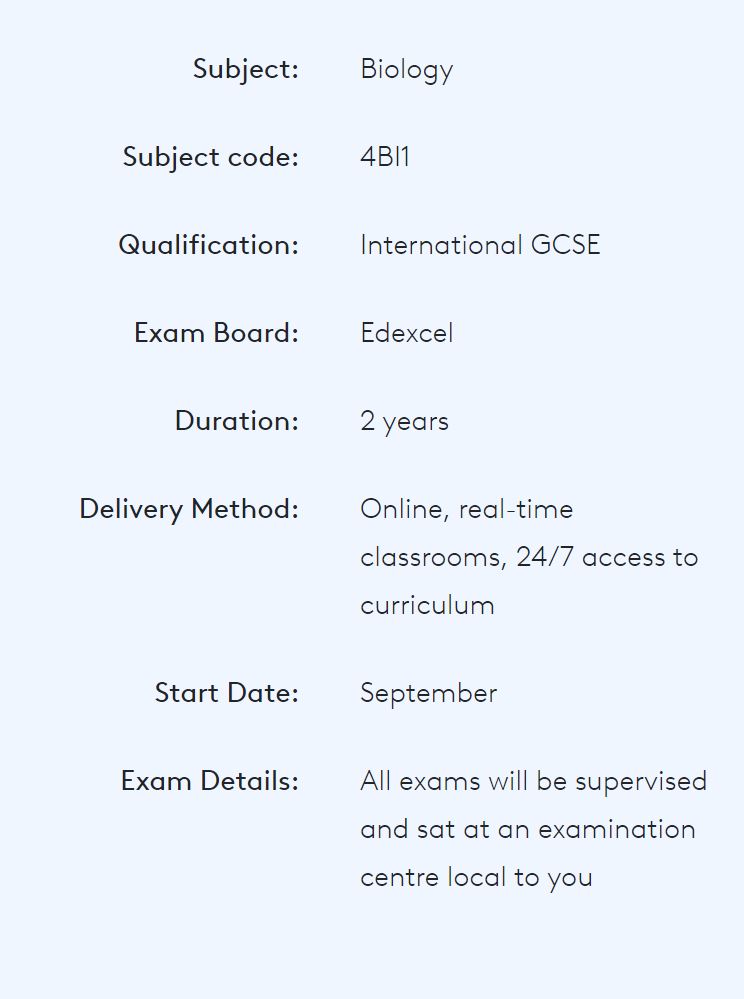 Subject: Biology
Subject code: 4BI1
Qualification: International GCSE
Exam Board: Edexcel
Duration: 2 years
Delivery Method: Online, real-time
classrooms, 24/7 access to
curriculum
Start Date: September
Exam Details: All exams will be supervised
and sat at an examination
centre local to you